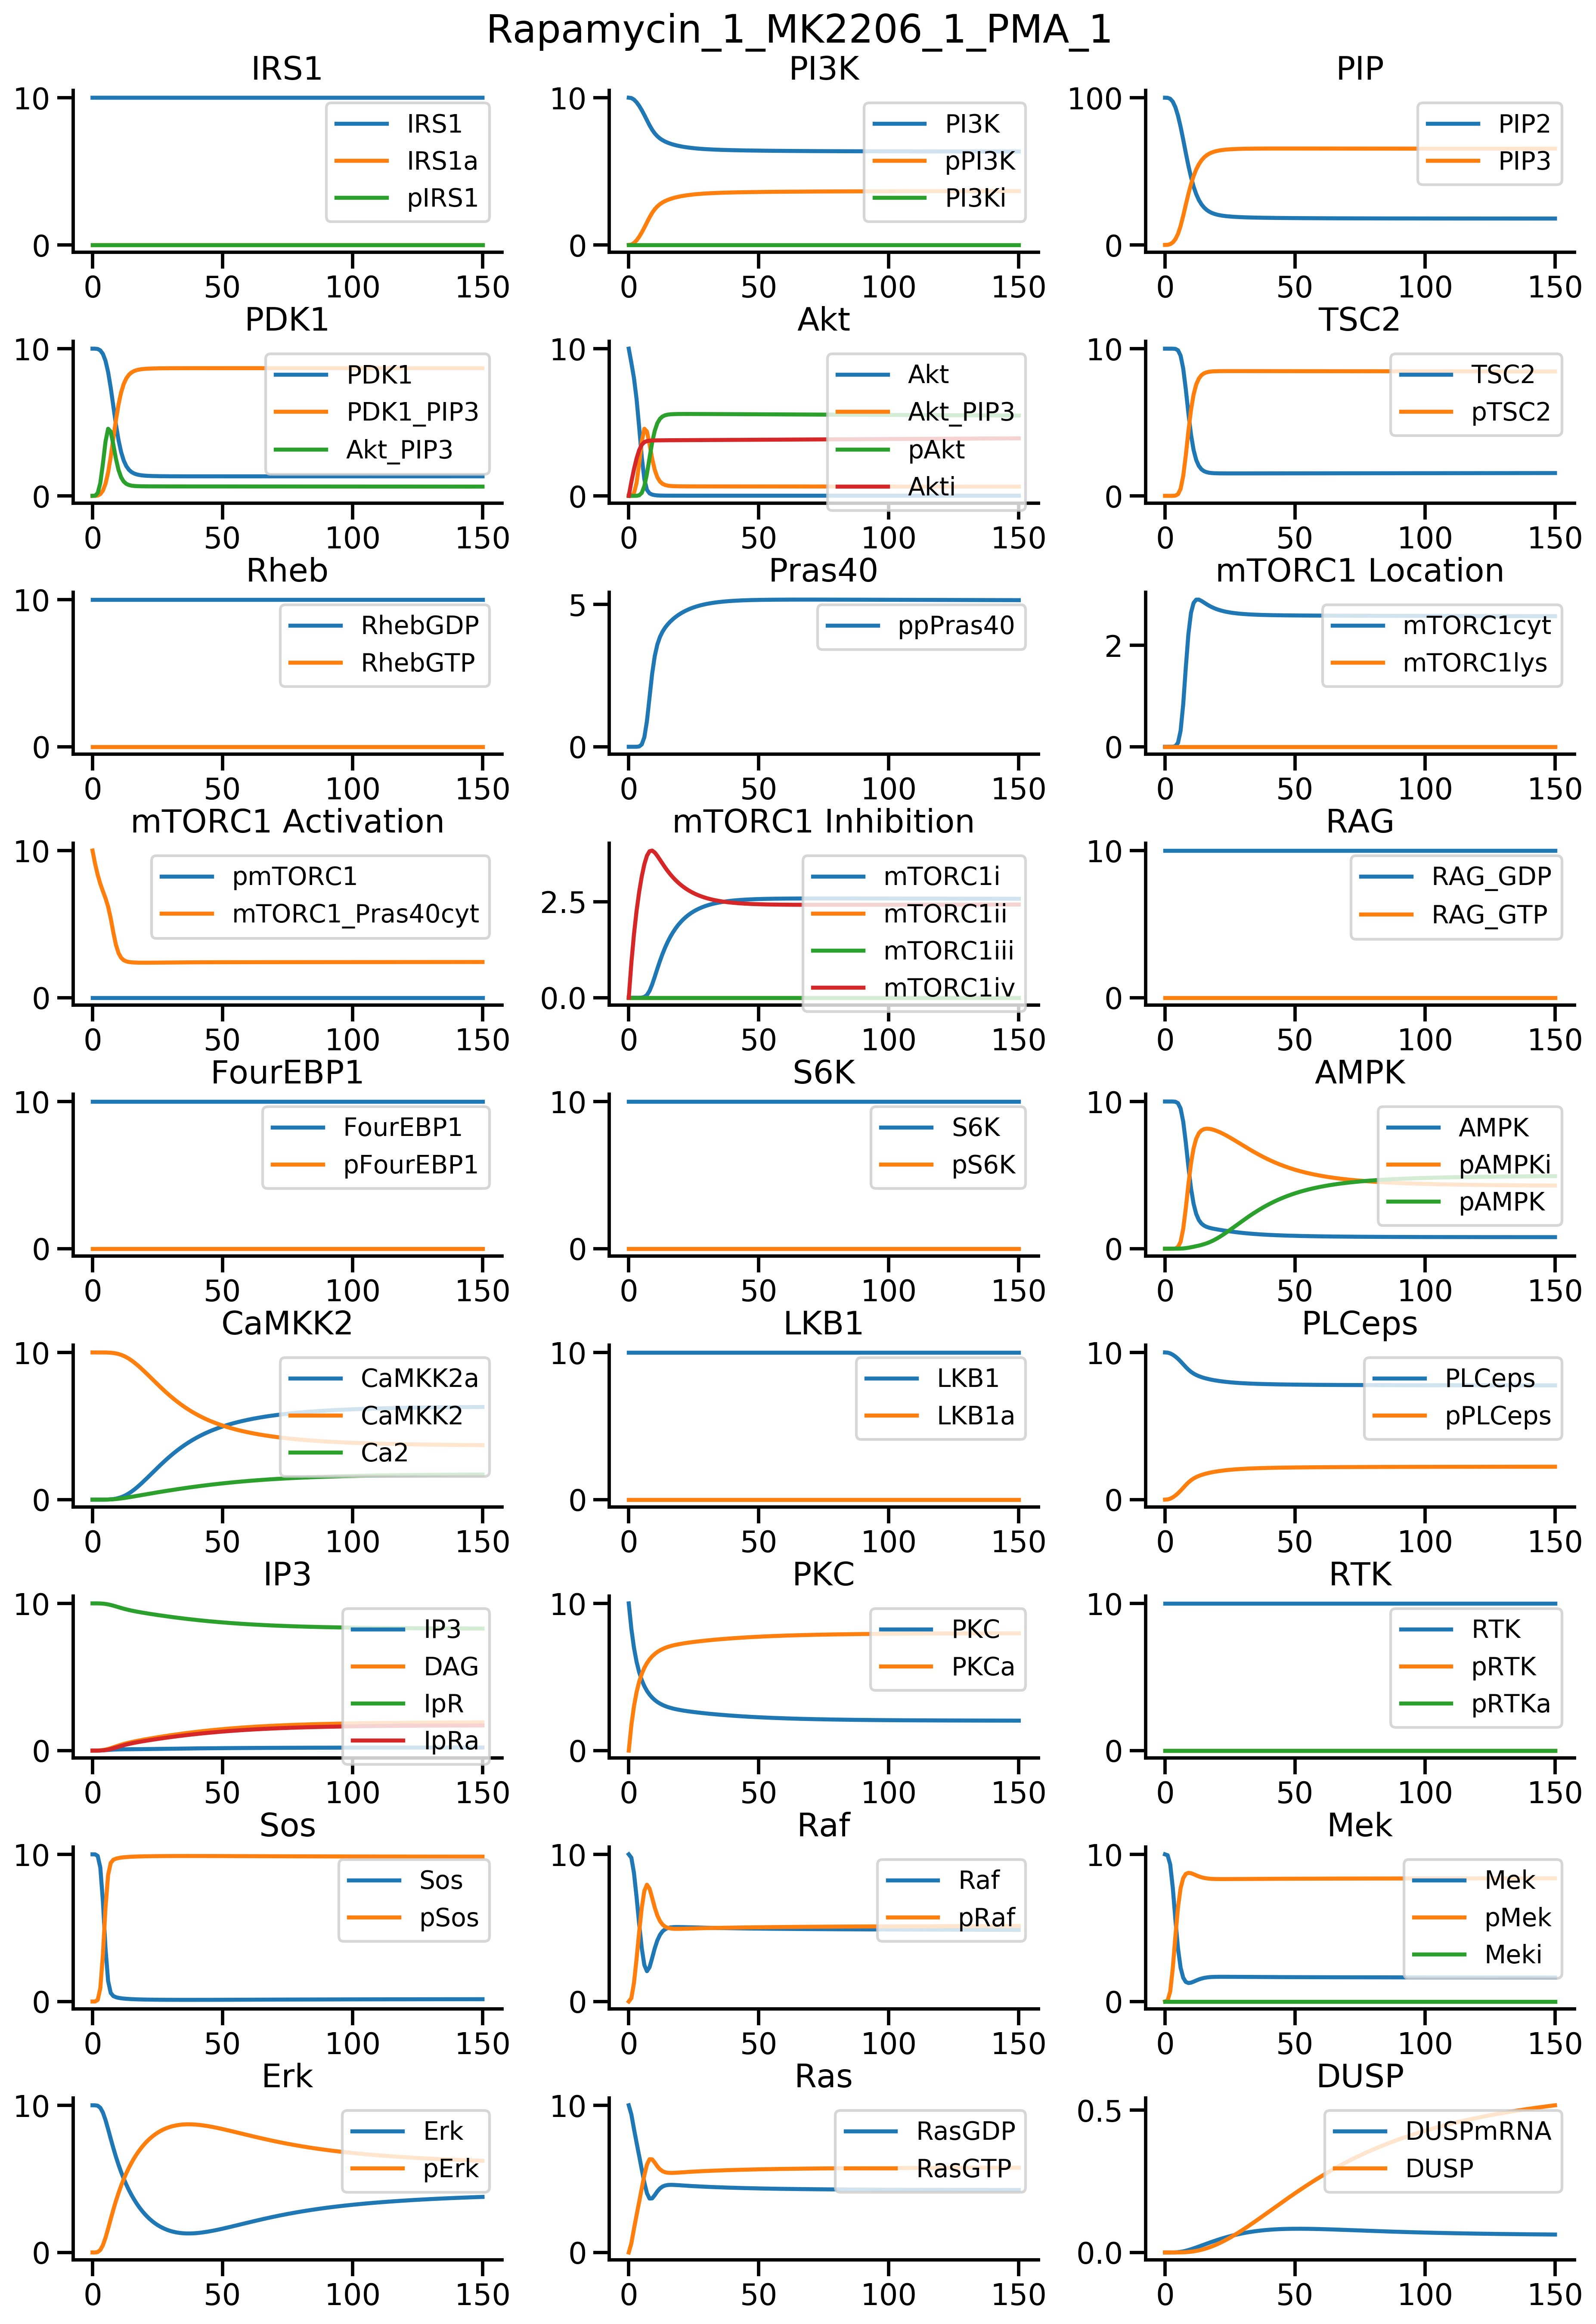 Rapamycin_1_MK2206_1_PMA_1
IRS1
10
0
0 50 100 150
IRS1
IRS1a
pIRS1
PI3K
10
0
0 50 100 150
PI3K
pPI3K
PI3Ki
PIP
100
0
0 50 100 150
PIP2
PIP3
PDK1
10
0
0 50 100 150
PDK1
PDK1_PIP3
Akt_PIP3
Akt
10
0
0 50 100 150
Akt
Akt_PIP3
pAkt
Akti
TSC2
10
0
0 50 100 150
TSC2
pTSC2
Rheb
10
0
0 50 100 150
RhebGDP
RhebGTP
Pras40
5
0
0 50 100 150
ppPras40
mTORC1 Location
2
0
0 50 100 150
mTORC1cyt
mTORC1lys
mTORC1 Activation
10
0
0 50 100 150
pmTORC1
mTORC1_Pras40cyt
mTORC1 Inhibition
2.5
0.0
0 50 100 150
mTORC1i
mTORC1ii
mTORC1iii
mTORC1iv
RAG
10
0
0 50 100 150
RAG_GDP
RAG_GTP
FourEBP1
10
0
0 50 100 150
FourEBP1
pFourEBP1
S6K
10
0
0 50 100 150
S6K
pS6K
AMPK
10
0
0 50 100 150
AMPK
pAMPKi
pAMPK
CaMKK2
10
0
0 50 100 150
CaMKK2a
CaMKK2
Ca2
LKB1
10
0
0 50 100 150
LKB1
LKB1a
PLCeps
10
0
0 50 100 150
PLCeps
pPLCeps
IP3
10
0
0 50 100 150
IP3
DAG
IpR
IpRa
PKC
10
0
0 50 100 150
PKC
PKCa
RTK
10
0
0 50 100 150
RTK
pRTK
pRTKa
Sos
10
0
0 50 100 150
Sos
pSos
Raf
10
0
0 50 100 150
Raf
pRaf
Mek
10
0
0 50 100 150
Mek
pMek
Meki
Erk
10
0
0 50 100 150
Erk
pErk
Ras
10
0
0 50 100 150
RasGDP
RasGTP
DUSP
0.5
0.0
0 50 100 150
DUSPmRNA
DUSP